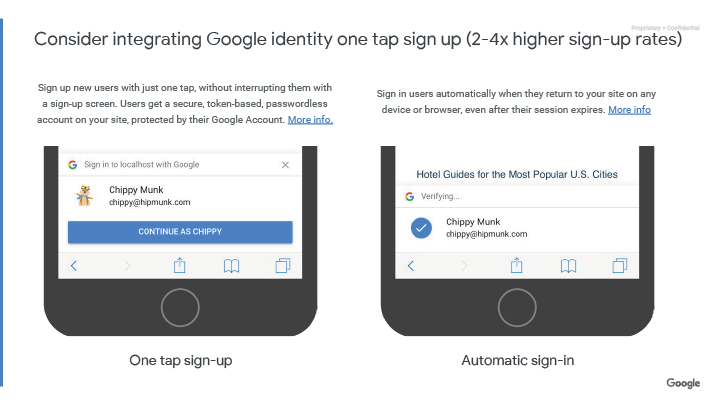 Proprietary + Confidential
Consider integrating Google identity one tap sign up (2-4x higher sign-up rates)
Sign up new users with just one tap, without interrupting them with
a sign-up screen. Users get a secure, token-based, passwordless
account on your site, protected by their Google Account. More info.
Sign in to localhost with Google
Chippy Munk
chippy@hipmunk.com
CONTINUE AS CHIPPY
One tap sign-up
Sign in users automatically when they return to your site on any
device or browser, even after their session expires. More info
Hotel Guides for the Most Popular U.S. Cities
Verifying...
Chippy Munk
chippy@hipmunk.com
Automatic sign-in
Google